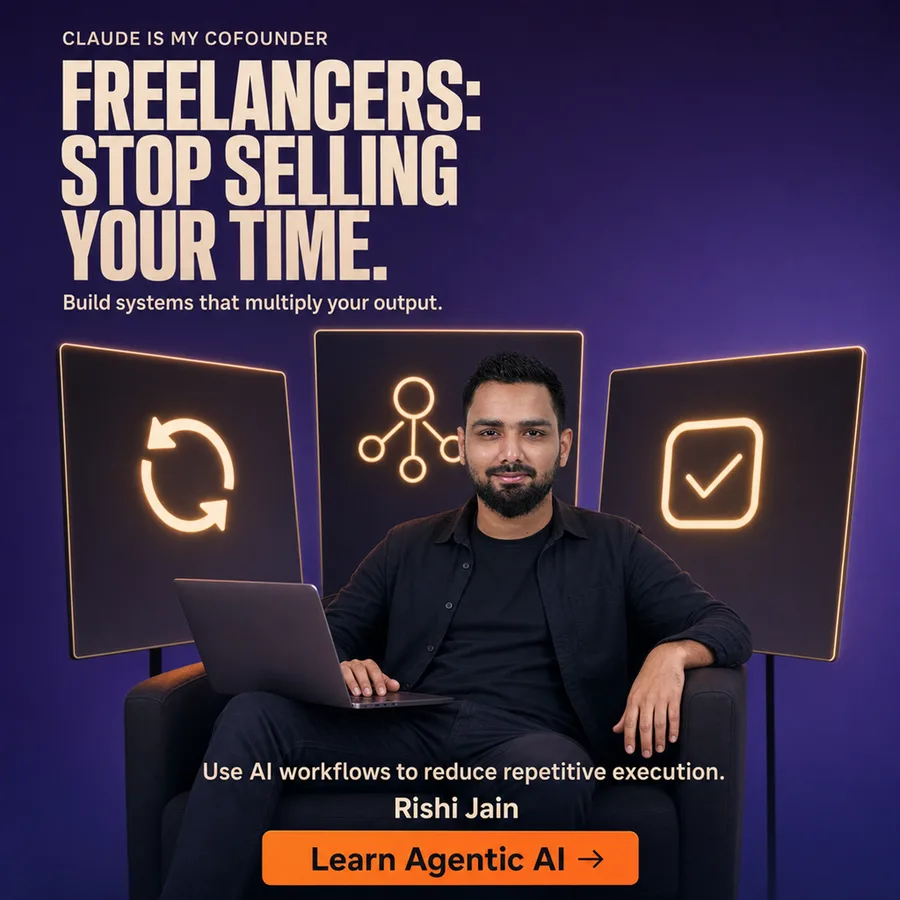 CLAUDE IS MY COFOUNDER
FREELANCERS:
STOP SELLING
YOUR TIME.
Build systems that multiply your output.
Use AI workflows to reduce repetitive execution.
Rishi Jain
Learn Agentic AI →